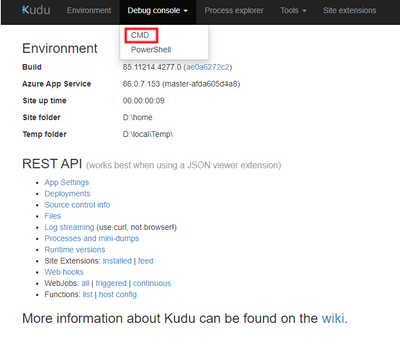 Kudu Environment Debug console Process explorer Tools Site extensions
CMD
PowerShell
Environment
Build 85.11214.4277.0 (ae0a6272c2)
Azure App Service 86.0.7.153 (master-afda605d4a8)
Site up time 00.00:00:09
Site folder D:\home
Temp folder D:\local\Temp\
REST API (works best when using a JSON viewer extension)
App Settings
Deployments
Source control info
Files
Log streaming (use curl, not browser!)
Processes and mini-dumps
Runtime versions
Site Extensions: installed | feed
Web hooks
WebJobs: all | triggered | continuous
Functions: list | host config
More information about Kudu can be found on the wiki.